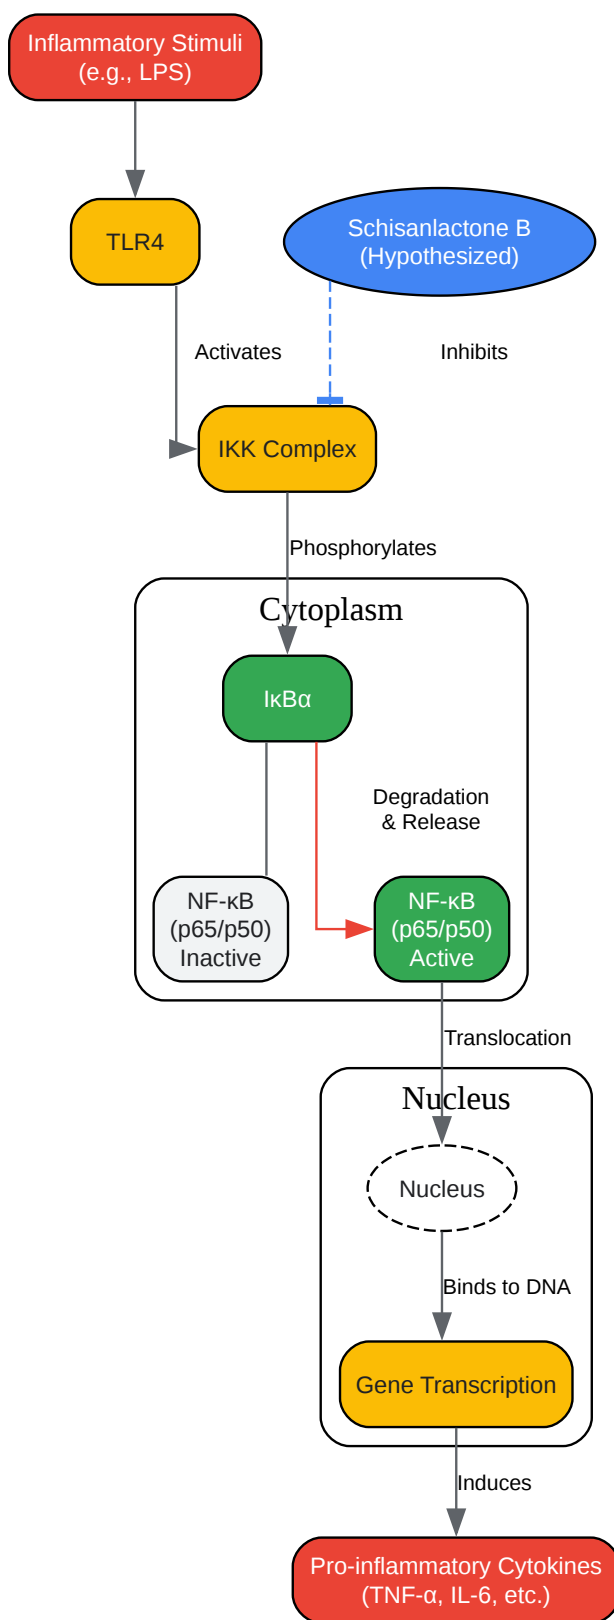 Inflammatory Stimuli
(e.g., LPS)
TLR4
Schisanlactone B
(Hypothesized)
Activates
Inhibits
IKK Complex
Phosphorylates
Cytoplasm
IκBα
Degradation
& Release
NF-κB
(p65/p50)
Inactive
NF-κB
(p65/p50)
Active
Translocation
Nucleus
Nucleus
Binds to DNA
Gene Transcription
Induces
Pro-inflammatory Cytokines
(TNF-α, IL-6, etc.)